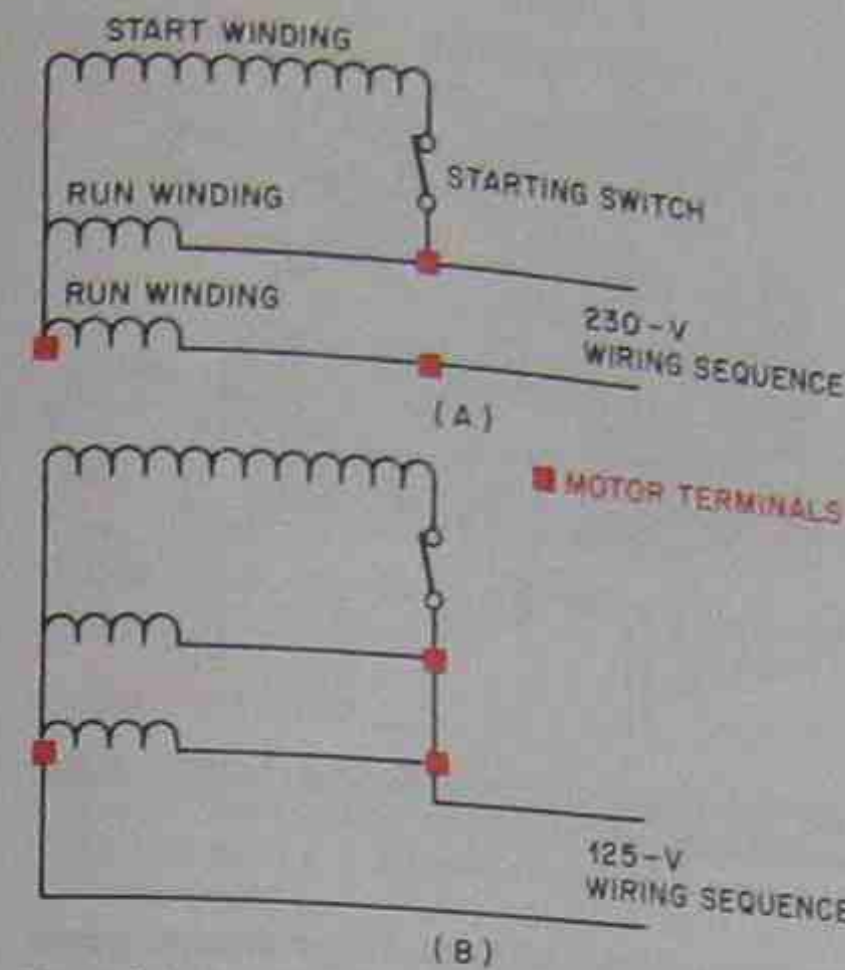 START WINDING
STARTING SWITCH
RUN WINDING
RUN WINDING
230-V
WIRING SEQUENCE
(A)
MOTOR TERMINALS
125-V
WIRING SEQUENCE
(B)